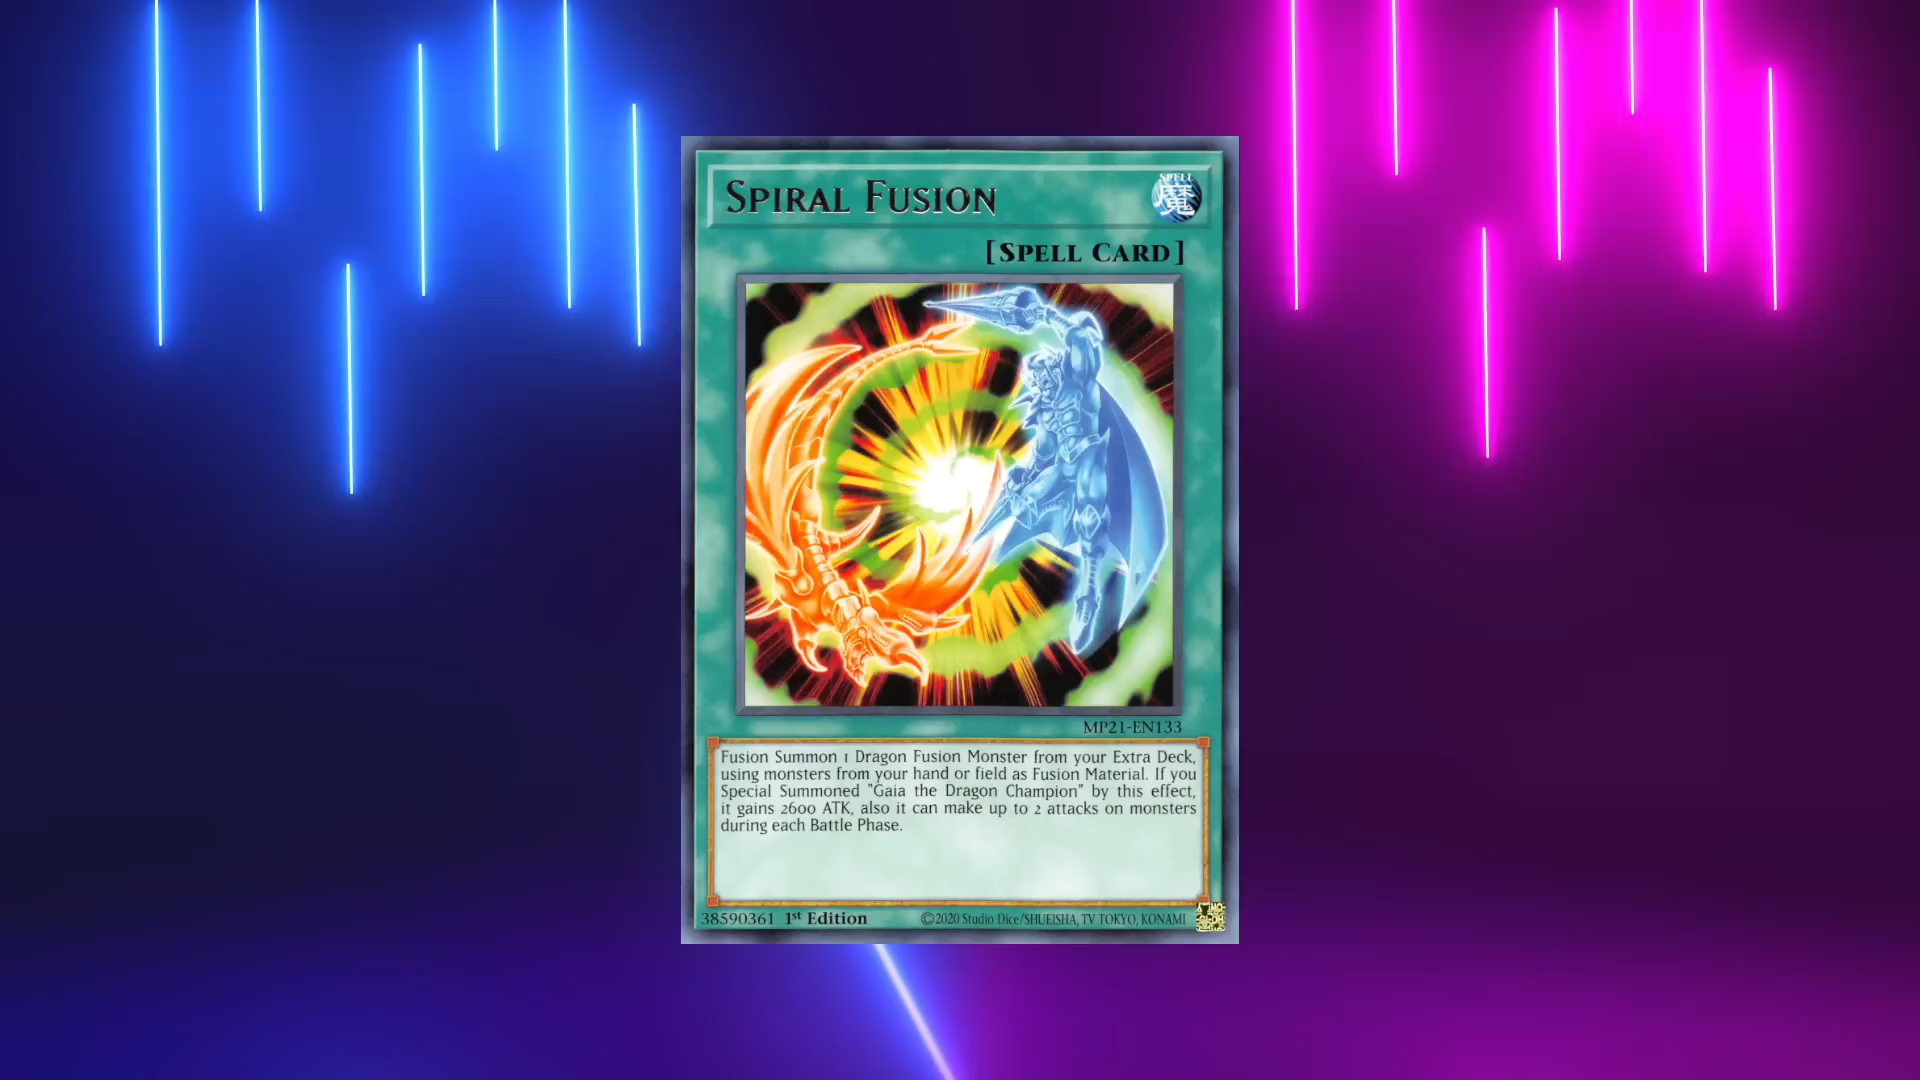 SPIRAL FUSION
SPELL
魔
[SPELL CARD]
MP21-EN133
Fusion Summon 1 Dragon Fusion Monster from your Extra Deck,
using monsters from your hand or field as Fusion Material. If you
Special Summoned "Gaia the Dragon Champion" by this effect,
it gains 2600 ATK, also it can make up to 2 attacks on monsters
during each Battle Phase.
38590361 1st Edition ©2020 Studio Dice/SHUEISHA, TV TOKYO, KONAMI